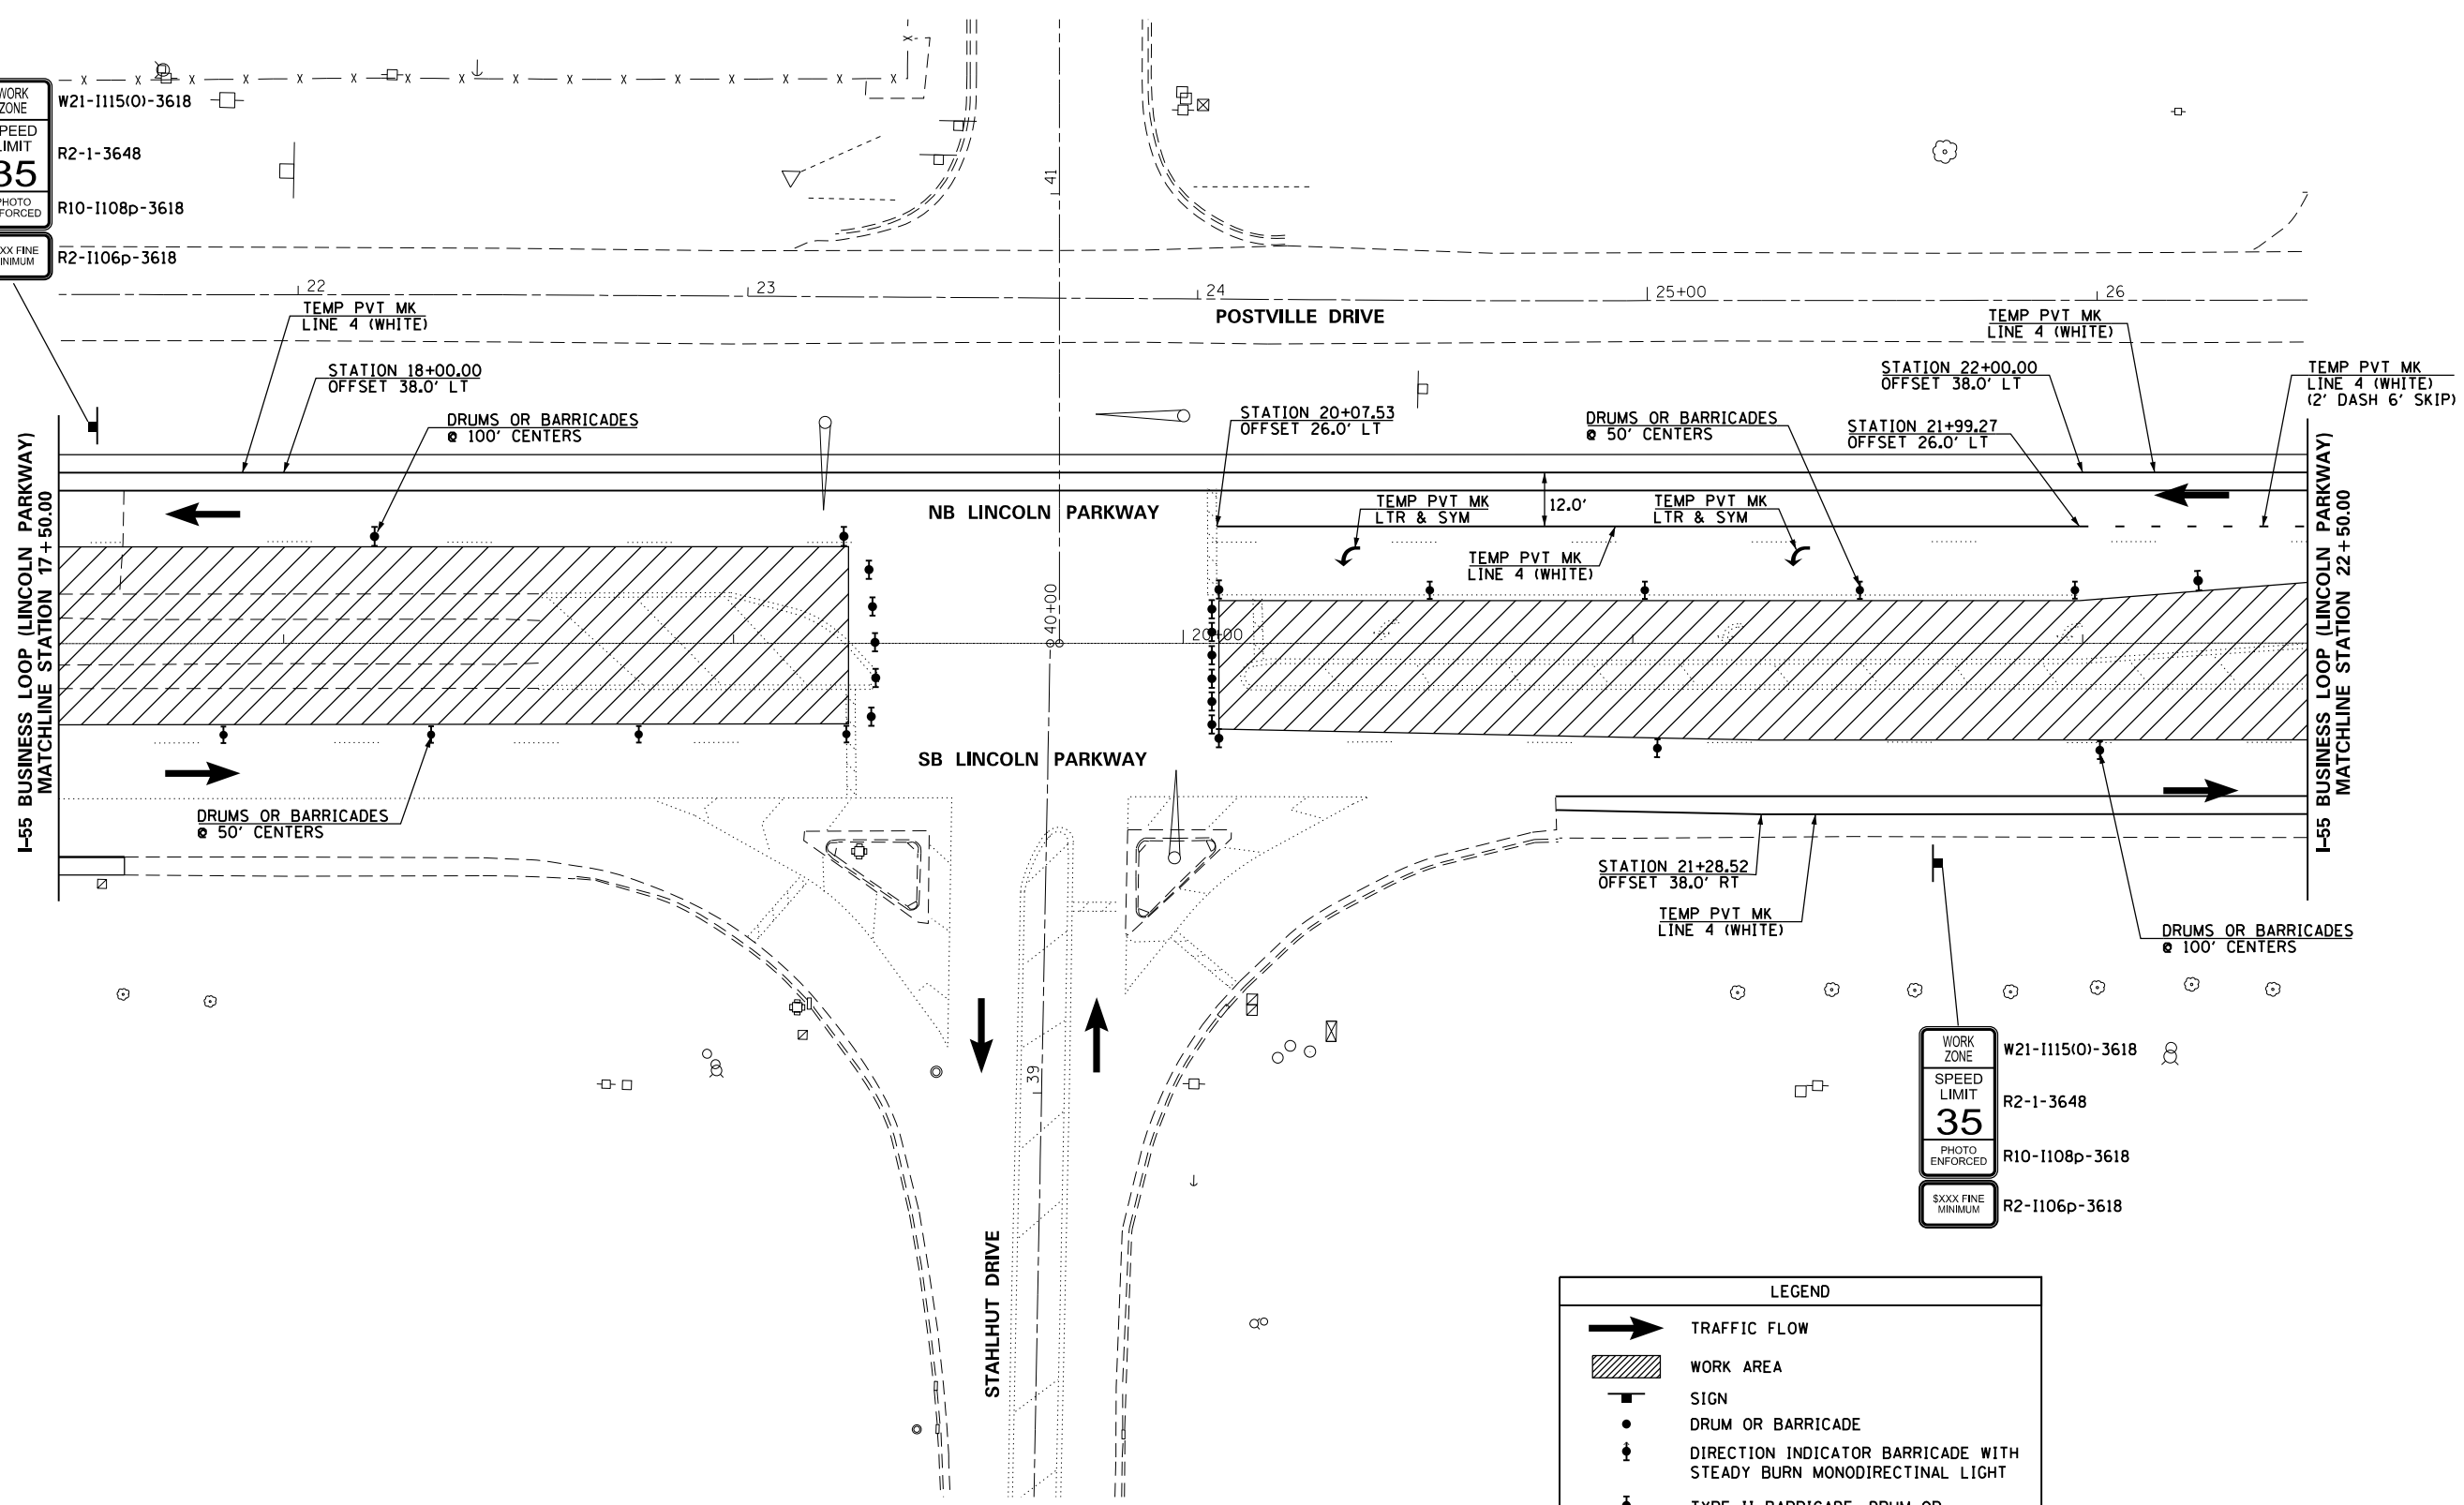 WORK
ZONE
W21-I115(O)-3618
SPEED
LIMIT
35
R2-1-3648
PHOTO
R10-I108p-3618
R2-I106p-3618
41
22
23
24
25+00
26
POSTVILLE DRIVE
TEMP PVT MK
LINE 4 (WHITE)
STATION 18+00.00
OFFSET 38.0' LT
DRUMS OR BARRICADES
@ 100' CENTERS
STATION 20+07.53
OFFSET 26.0' LT
DRUMS OR BARRICADES
@ 50' CENTERS
TEMP PVT MK
LINE 4 (WHITE)
STATION 22+00.00
OFFSET 38.0' LT
STATION 21+99.27
OFFSET 26.0' LT
TEMP PVT MK
LINE 4 (WHITE)
(2' DASH 6' SKIP)
I-55 BUSINESS LOOP (LINCOLN PARKWAY)
MATCHLINE STATION 17+50.00
NB LINCOLN PARKWAY
TEMP PVT MK
LTR & SYM
12.0'
TEMP PVT MK
LTR & SYM
TEMP PVT MK
LINE 4 (WHITE)
40+00
20+00
I-55 BUSINESS LOOP (LINCOLN PARKWAY)
MATCHLINE STATION 22+50.00
SB LINCOLN PARKWAY
DRUMS OR BARRICADES
@ 50' CENTERS
STATION 21+28.52
OFFSET 38.0' RT
TEMP PVT MK
LINE 4 (WHITE)
DRUMS OR BARRICADES
@ 100' CENTERS
39
STAHLHUT DRIVE
WORK
ZONE
W21-I115(O)-3618
SPEED
LIMIT
35
R2-1-3648
PHOTO
ENFORCED
R10-I108p-3618
$XXX FINE
MINIMUM
R2-I106p-3618
LEGEND
TRAFFIC FLOW
WORK AREA
SIGN
DRUM OR BARRICADE
DIRECTION INDICATOR BARRICADE WITH
STEADY BURN MONODIRECTINAL LIGHT
TYPE II BARRICADE, DRUM OR